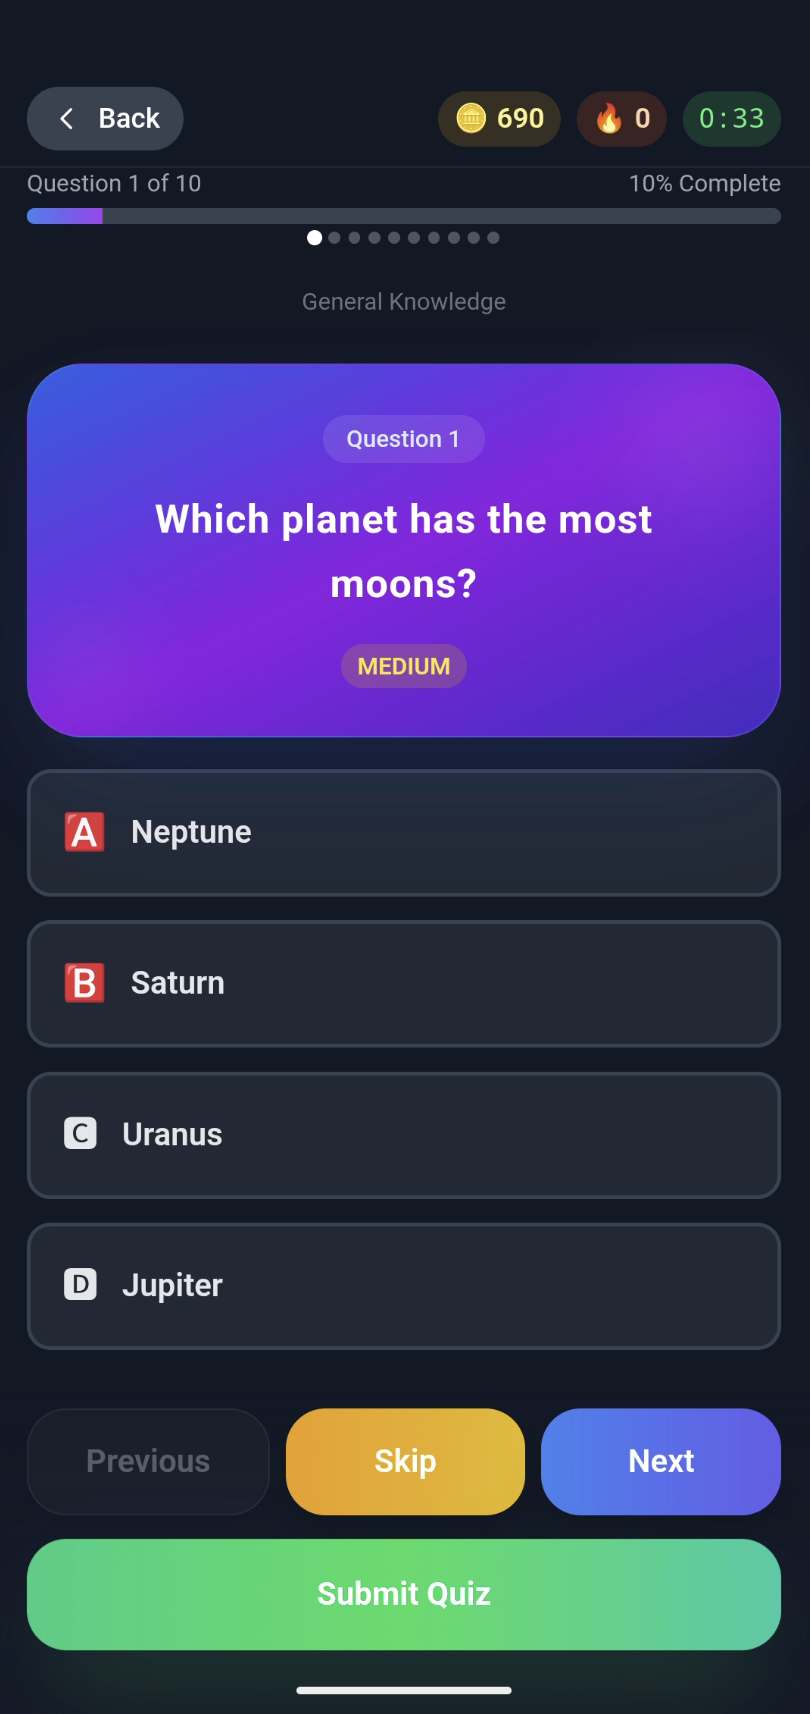 Back
🪙 690
🔥 0
0:33
Question 1 of 10
10% Complete
General Knowledge
Question 1
Which planet has the most
moons?
MEDIUM
🅰 Neptune
🅱 Saturn
🅲 Uranus
🅳 Jupiter
Previous
Skip
Next
Submit Quiz